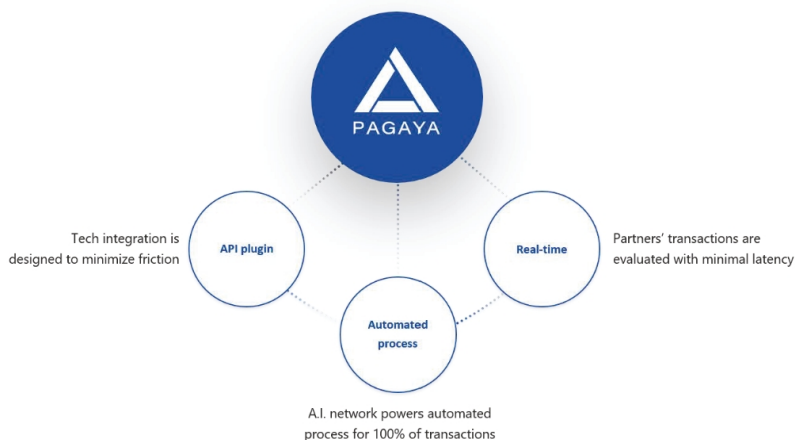 PAGAYA
Tech integration is
designed to minimize friction
API plugin
Real-time
Partners’ transactions are
evaluated with minimal latency
Automated
process
A.I. network powers automated
process for 100% of transactions